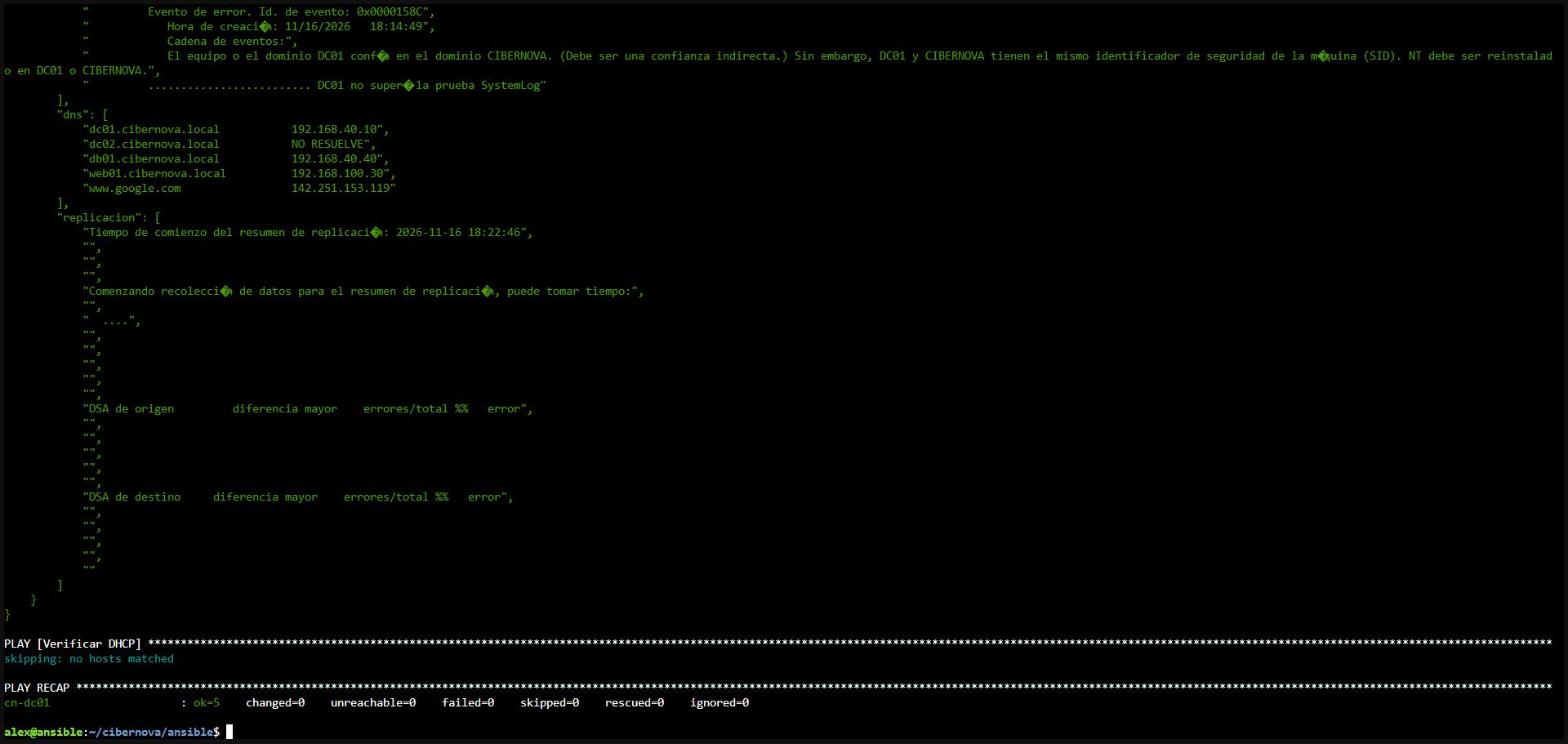 "         Evento de error. Id. de evento: 0x0000158C",
"            Hora de creaci�n: 11/16/2026   18:14:49",
"            Cadena de eventos:",
"            El equipo o el dominio DC01 conf�a en el dominio CIBERNOVA. (Debe ser una confianza indirecta.) Sin embargo, DC01 y CIBERNOVA tienen el mismo identificador de seguridad de la m�quina (SID). NT debe ser reinstalad
o en DC01 o CIBERNOVA.",
"         ......................... DC01 no super� la prueba SystemLog"
],
"dns": [
"dc01.cibernova.local           192.168.40.10",
"dc02.cibernova.local           NO RESUELVE",
"db01.cibernova.local           192.168.40.40",
"web01.cibernova.local          192.168.100.30",
"www.google.com                 142.251.153.119"
],
"replicacion": [
"Tiempo de comienzo del resumen de replicaci�n: 2026-11-16 18:22:46",
"",
"",
"",
"Comenzando recolecci�n de datos para el resumen de replicaci�n, puede tomar tiempo:",
"",
"  ....",
"",
"",
"",
"",
"",
"DSA de origen         diferencia mayor    errores/total %%   error",
"",
"",
"",
"",
"",
"DSA de destino     diferencia mayor    errores/total %%   error",
"",
"",
"",
"",
""
]
}
}
PLAY [Verificar DHCP] ************************************************************************************************************************************************************************************************************************
skipping: no hosts matched
PLAY RECAP ***********************************************************************************************************************************************************************************************************************************
cn-dc01                    : ok=5    changed=0    unreachable=0    failed=0    skipped=0    rescued=0    ignored=0
alex@ansible:~/cibernova/ansible$